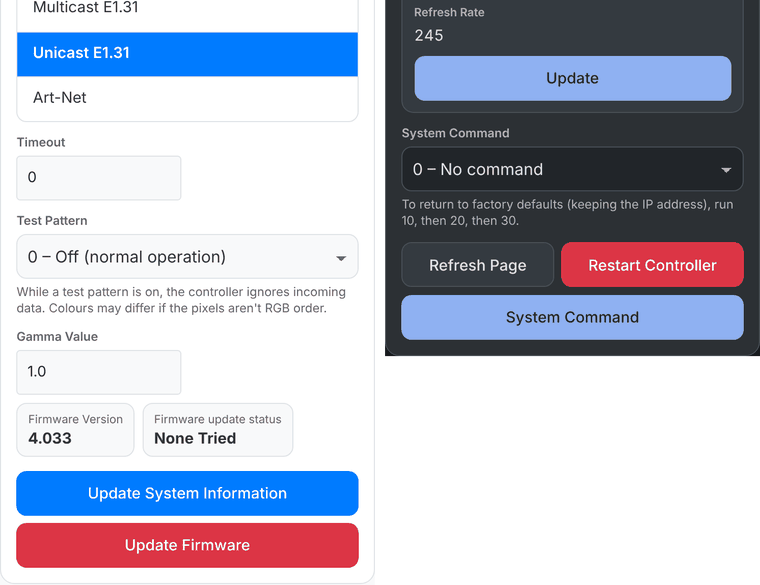 Multicast E1.31
Unicast E1.31
Art-Net
Timeout
0
Test Pattern
0 – Off (normal operation)
While a test pattern is on, the controller ignores incoming
data. Colours may differ if the pixels aren't RGB order.
Gamma Value
1.0
Firmware Version
4.033
Firmware update status
None Tried
Update System Information
Update Firmware
Refresh Rate
245
Update
System Command
0 – No command
To return to factory defaults (keeping the IP address), run
10, then 20, then 30.
Refresh Page
Restart Controller
System Command